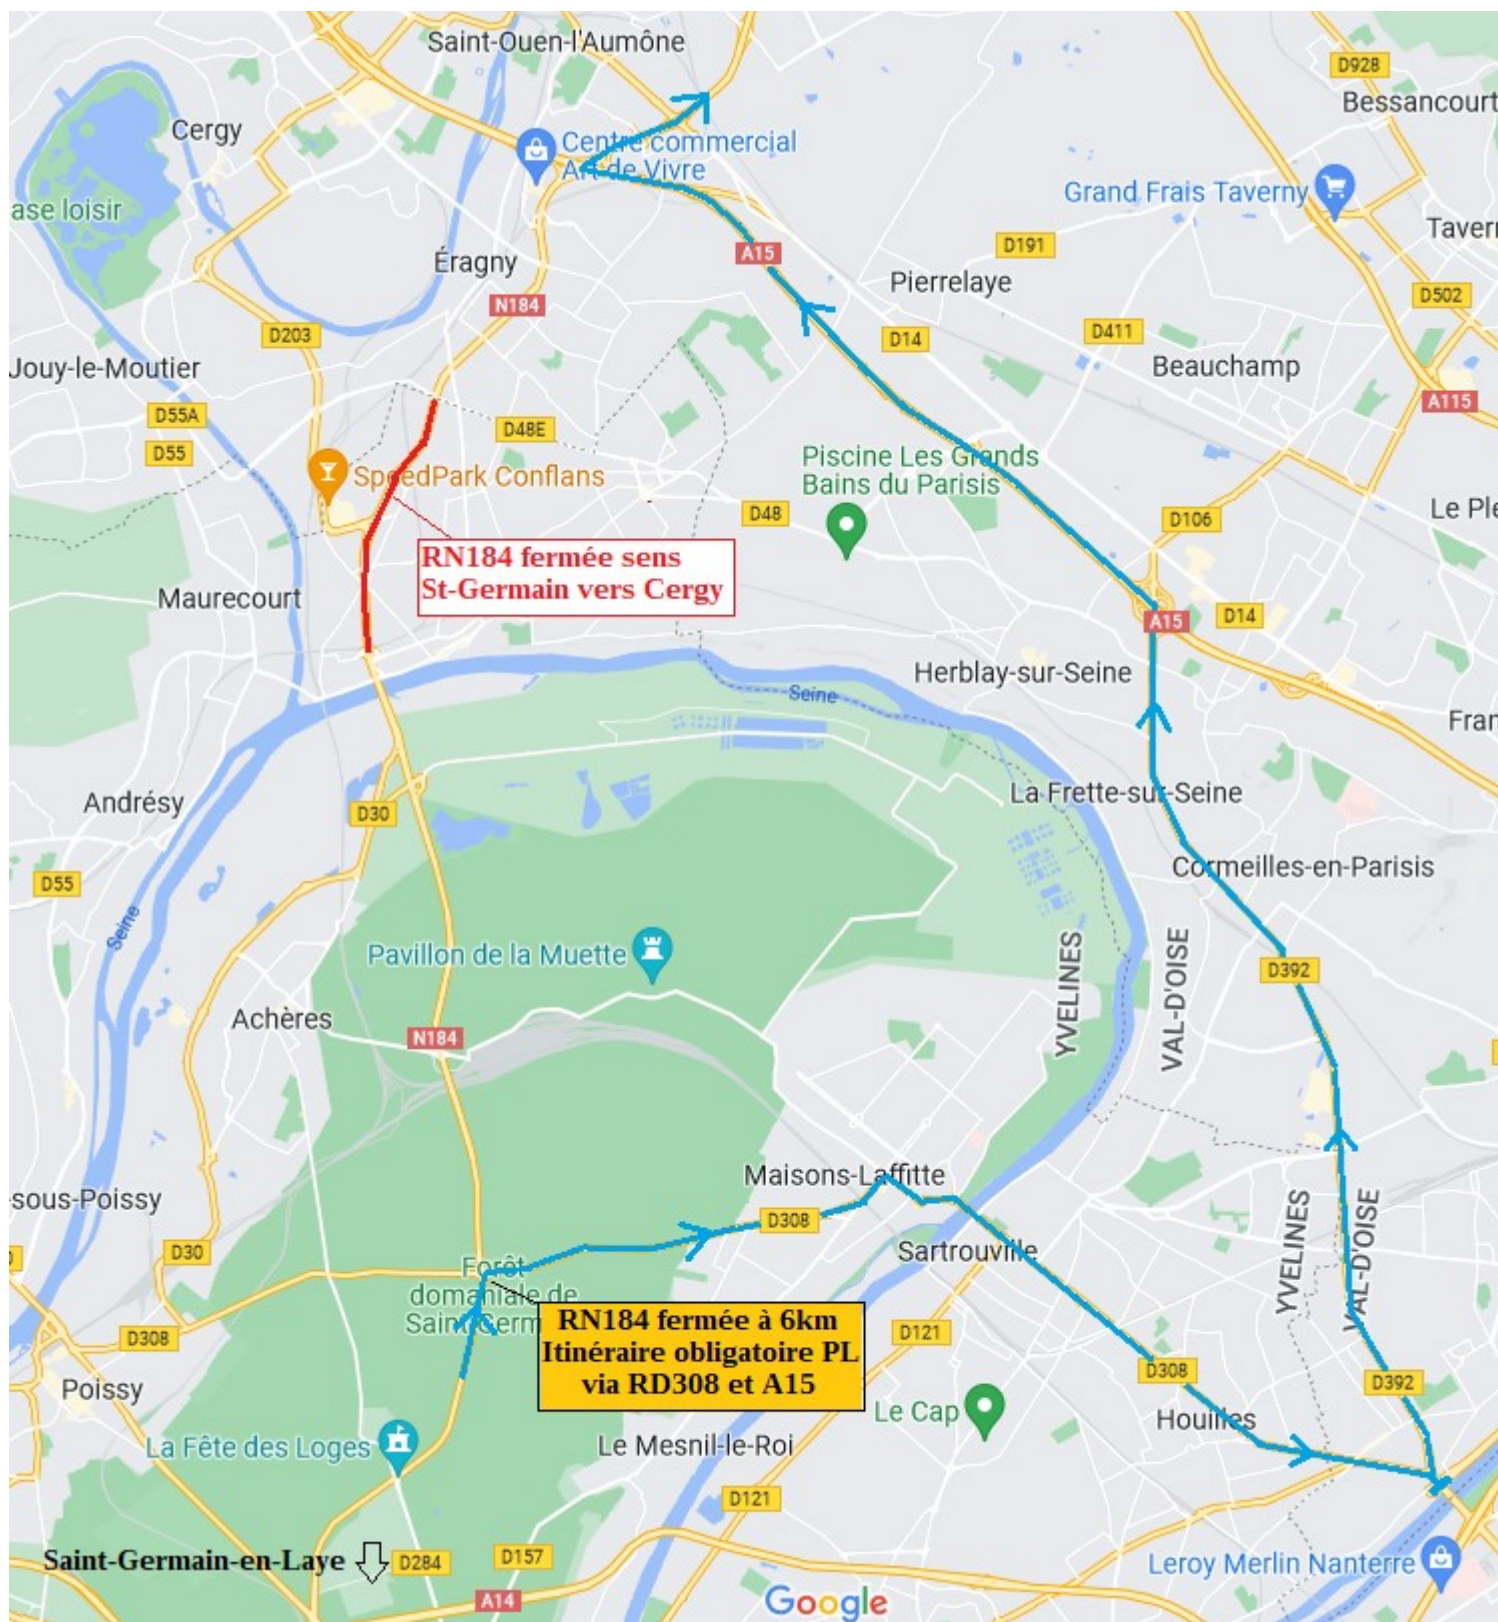 Saint-Ouen-l'Aumône
D928
Bessancourt
Cergy
Centre commercial
Art de Vivre
Grand Frais Taverny
ase loisir
Taverr
D191
A15
Éragny
Pierrelaye
D502
N184
D203
D14
D411
Jouy-le-Moutier
Beauchamp
A115
D55A
D48E
D55
Piscine Les Grands
Bains du Parisis
SpeedPark Conflans
D48
D106
Le Ple
RN184 fermée sens
St-Germain vers Cergy
Maurecourt
D14
A15
Herblay-sur-Seine
Seine
Fran
La Frette-sur-Seine
Andrésy
D30
Cormeilles-en-Parisis
D55
Seine
Pavillon de la Muette
YVELINES
VAL-D'OISE
D392
Achères
N184
Maisons-Laffitte
-sous-Poissy
D308
YVELINES
VAL-D'OISE
D30
Sartrouville
Forêt
domaniale de
Saint-Germ
RN184 fermée à 6km
Itinéraire obligatoire PL
via RD308 et A15
D308
D121
D308
Poissy
D392
Le Cap
Houilles
La Fête des Loges
Le Mesnil-le-Roi
D121
Saint-Germain-en-Laye
D284
D157
Leroy Merlin Nanterre
A14
Google